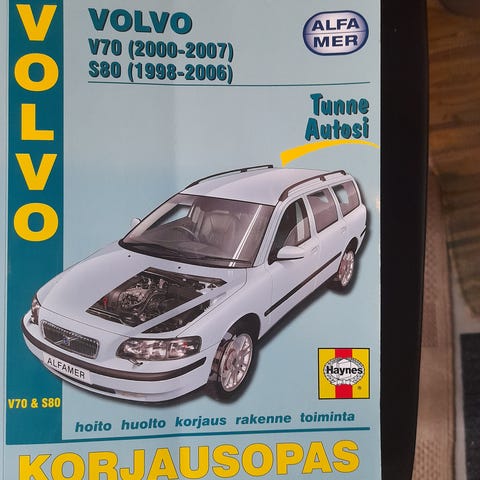 VOLVO
VOLVO
V70 (2000-2007)
S80 (1998-2006)
ALFA
MER
Tunne
Autosi
ALFAMER
Haynes
V70 & S80
hoito huolto korjaus rakenne toiminta
KORJAUSOPAS